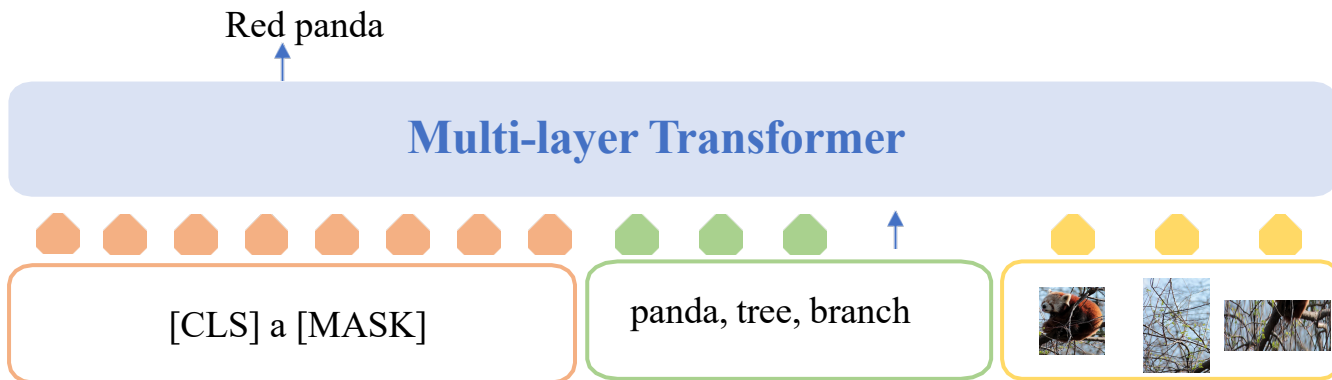 Red panda
Multi-layer Transformer
[CLS] a [MASK]
panda, tree, branch